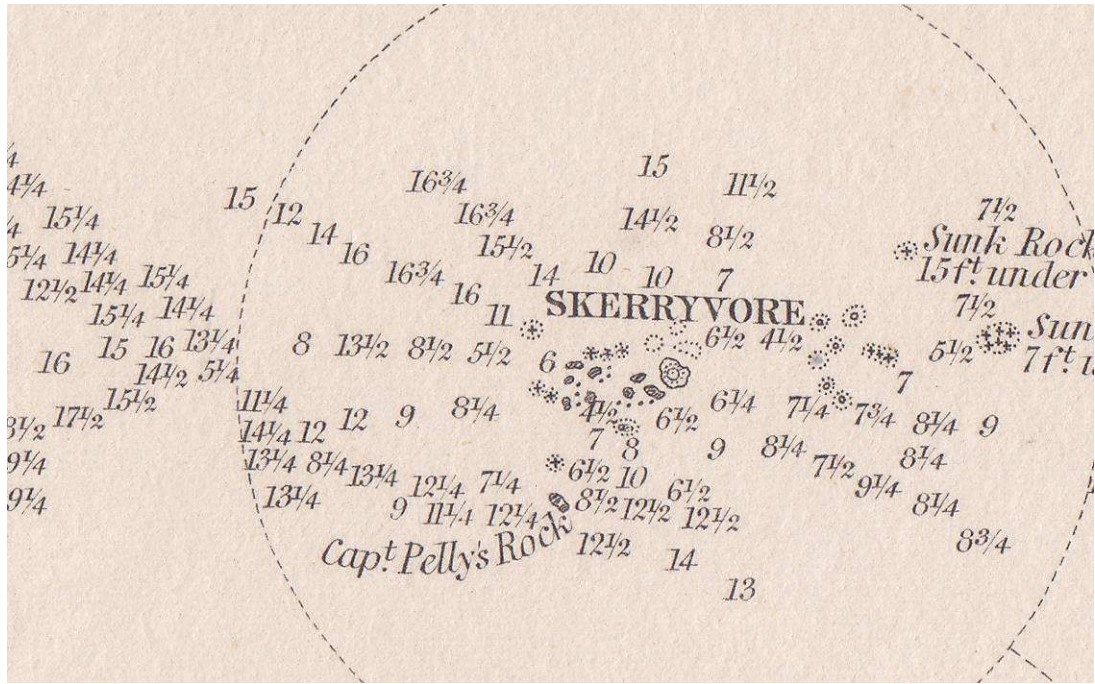 15
16¾ 11½
15 12 16¾ 14½ 7½
15¼ 14 15½ 8½ Sunk Rock
14¼ 16 10
15¼ 16¾ 14 10 7 15 ft. under
12½ 14¼ 16 7½
15¼ 14¼ 11 SKERRYVORE
15 16 13¼ 8 13½ 8½ 5½ 6½ 4½ 5½
16 14½ 5¼ 6 7
15½ 11¼ 8¼ 4½ 6¼ 7¼ 7¾
17½ 14¼ 12 12 9 7 6½ 8¼ 9
13¼ 8¼ 13¼ 8 9 8¼ 8¼
12¼ 7¼ 6½ 10 6½ 7½ 9¼
13¼ 9 11¼ 12¼ 8½ 12½ 12½ 8¼
Capt. Pelly's Rock 12½ 8¾
14
13